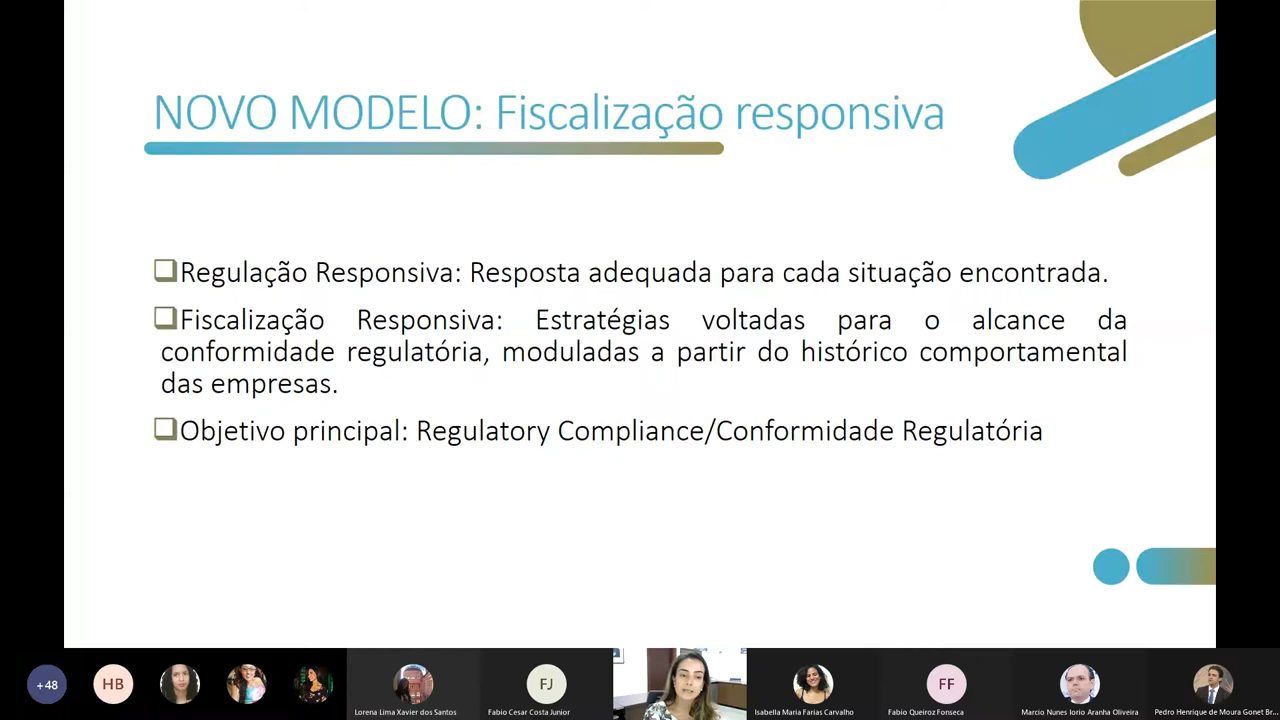 NOVO MODELO: Fiscalização responsiva
Regulação Responsiva: Resposta adequada para cada situação encontrada.
Fiscalização Responsiva: Estratégias voltadas para o alcance da
conformidade regulatória, moduladas a partir do histórico comportamental
das empresas.
Objetivo principal: Regulatory Compliance/Conformidade Regulatória
+48
HB
FJ
FF
Lorena Lima Xavier dos Santos
Fabio Cesar Costa Junior
Isabella Maria Farias Carvalho
Fabio Queiroz Fonseca
Marcio Nunes Iorio Aranha Oliveira
Pedro Henrique de Moura Gonet Br...